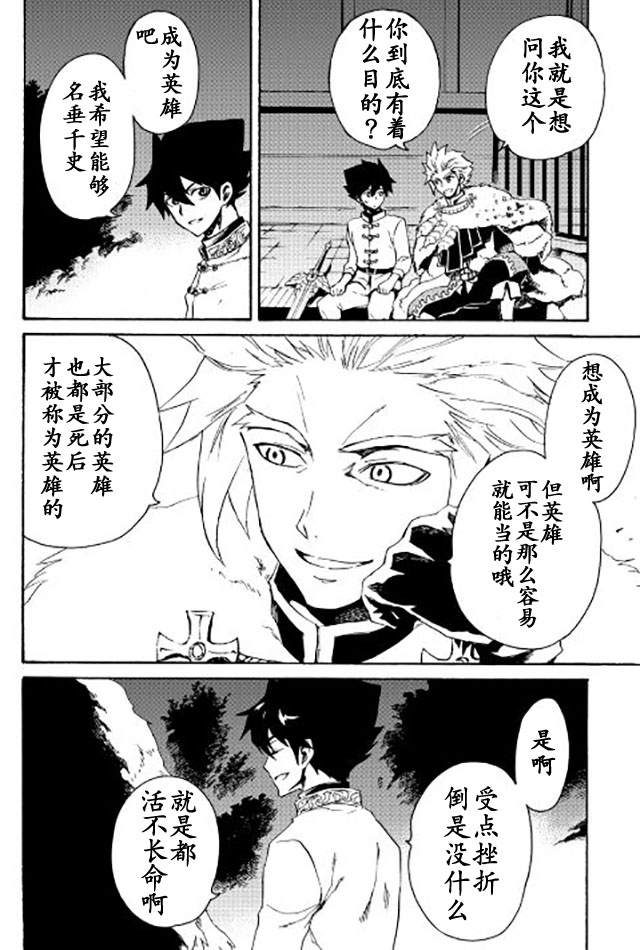 我就是想
问你这个
你到底有着
什么目的？
成为英雄
吧
我希望能够
名垂千史
想成为英雄啊
但英雄
可不是那么容易
就能当的哦
大部分的英雄
也都是死后
才被称为英雄的
是啊
受点挫折
倒是没什么
就是都
活不长命啊